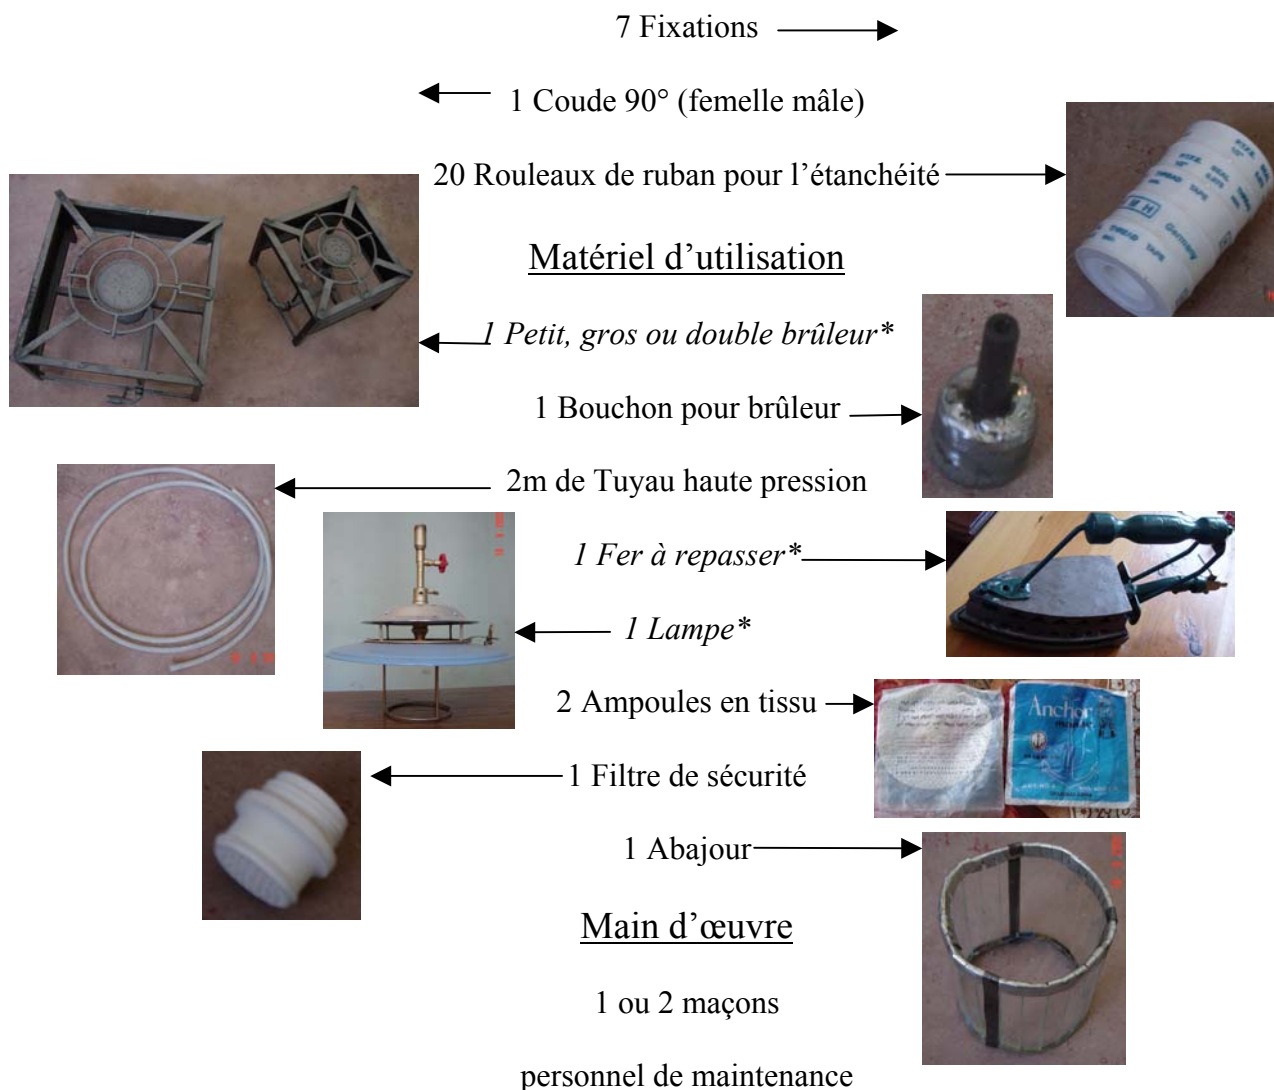 7 Fixations
1 Coude 90° (femelle mâle)
20 Rouleaux de ruban pour l'étanchéité
Matériel d'utilisation
1 Petit, gros ou double brûleur*
1 Bouchon pour brûleur
2m de Tuyau haute pression
1 Fer à repasser*
1 Lampe*
2 Ampoules en tissu
Anchor
1 Filtre de sécurité
1 Abajour
Main d'œuvre
1 ou 2 maçons
personnel de maintenance